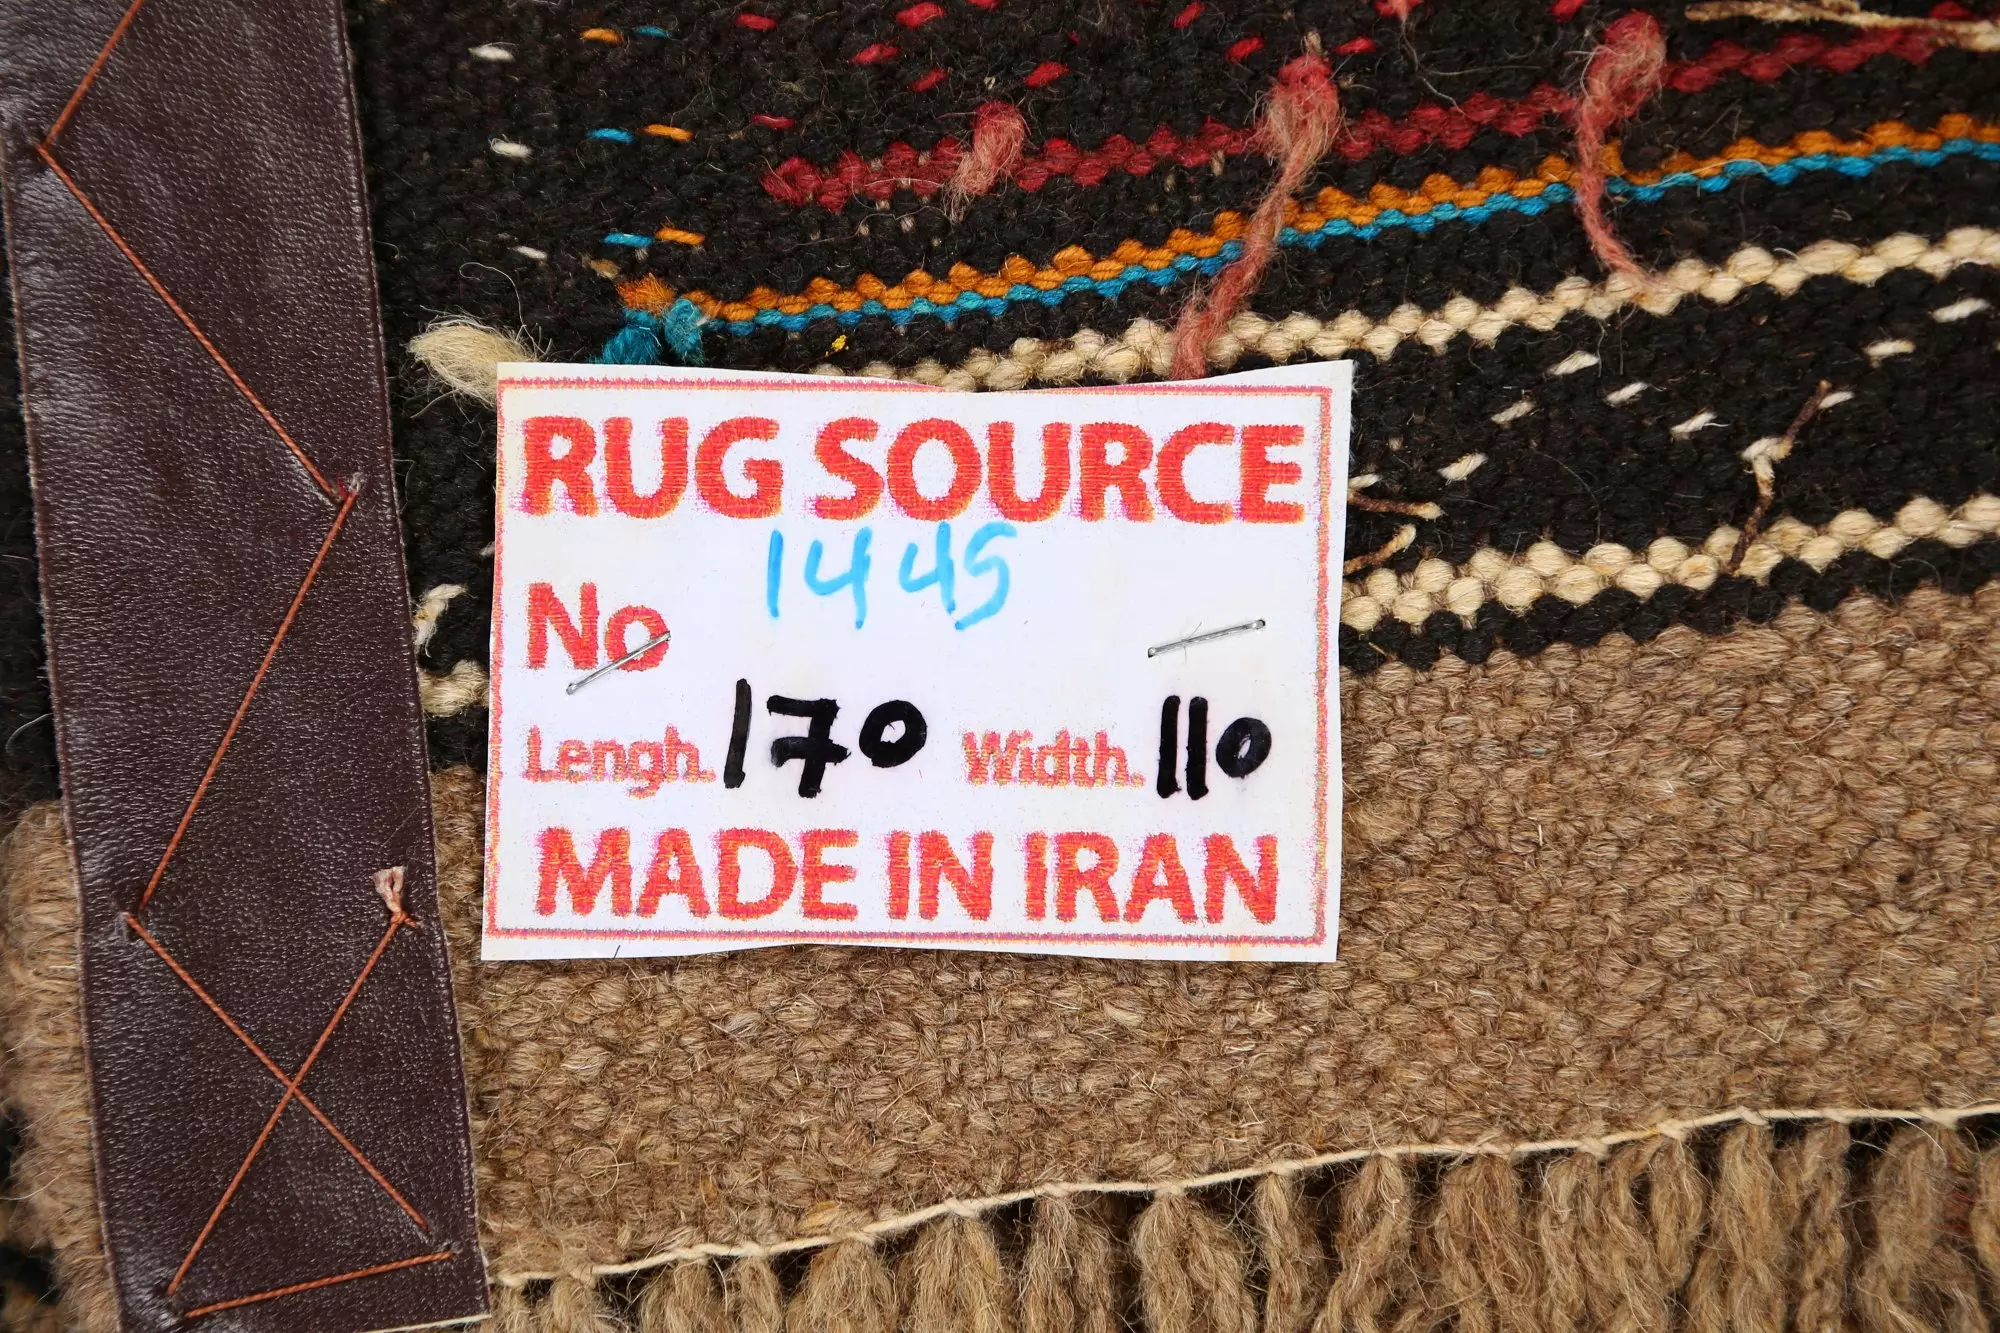 RUG SOURCE
1445
No
Lengh. 170 Width. 110
MADE IN IRAN